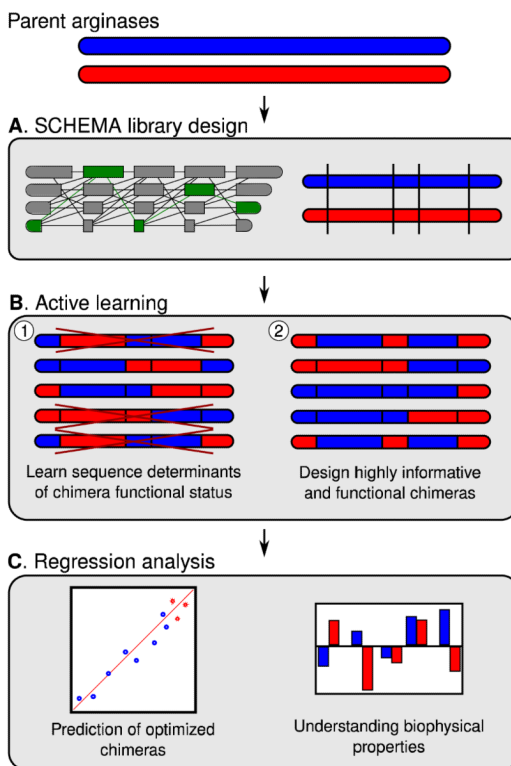 Parent arginases
A. SCHEMA library design
B. Active learning
1
2
Learn sequence determinants
of chimera functional status
Design highly informative
and functional chimeras
C. Regression analysis
Prediction of optimized
chimeras
Understanding biophysical
properties